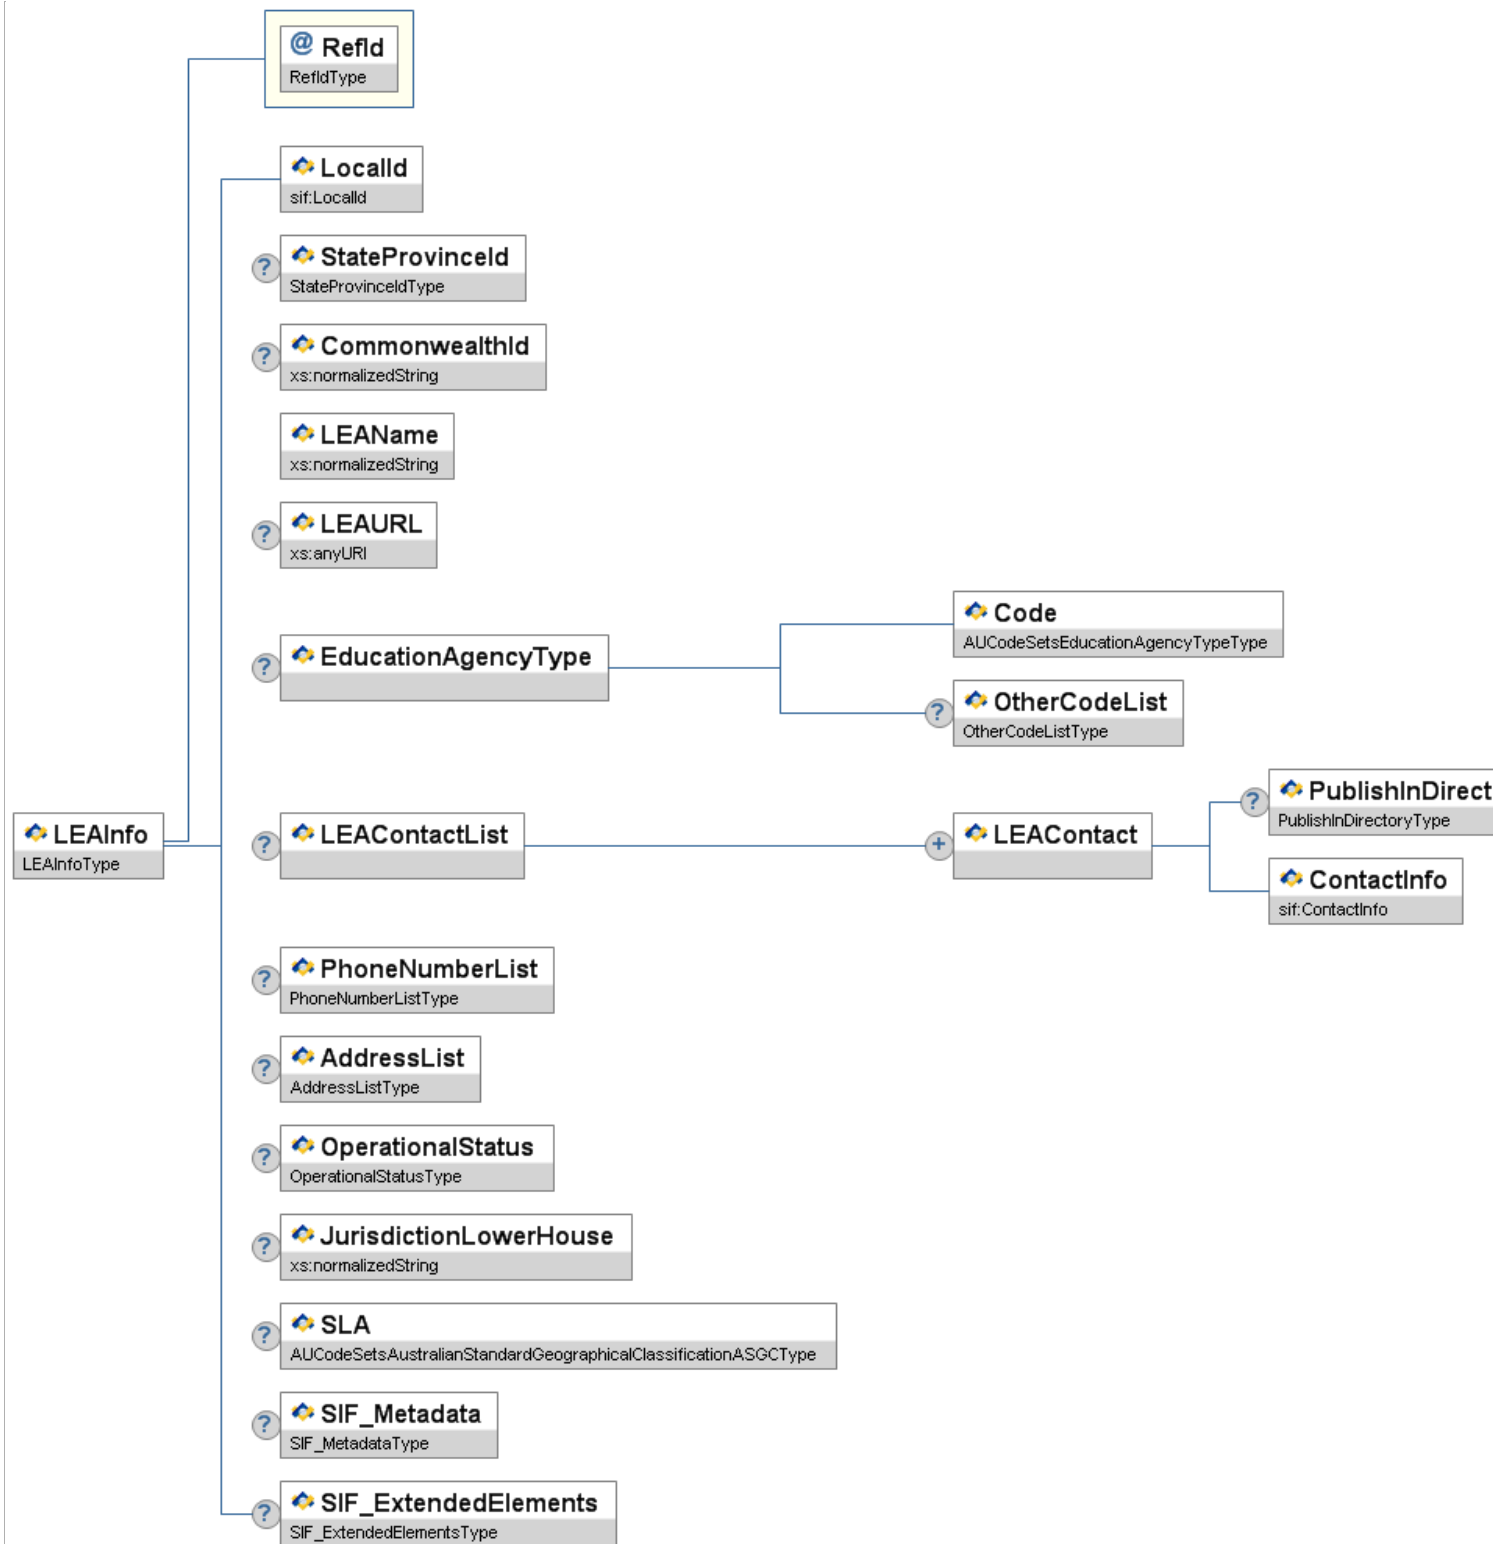 @ RefId
RefIdType
LocalId
sif:LocalId
? StateProvinceId
StateProvinceIdType
? CommonwealthId
xs:normalizedString
LEAName
xs:normalizedString
? LEAURL
xs:anyURI
Code
AUCodeSetsEducationAgencyTypeType
? EducationAgencyType
? OtherCodeList
OtherCodeListType
? PublishInDirect
PublishInDirectoryType
LEAInfo
LEAInfoType
? LEAContactList
+ LEAContact
ContactInfo
sif:ContactInfo
? PhoneNumberList
PhoneNumberListType
? AddressList
AddressListType
? OperationalStatus
OperationalStatusType
? JurisdictionLowerHouse
xs:normalizedString
? SLA
AUCodeSetsAustralianStandardGeographicalClassificationASGCType
? SIF_Metadata
SIF_MetadataType
? SIF_ExtendedElements
SIF_ExtendedElementsType